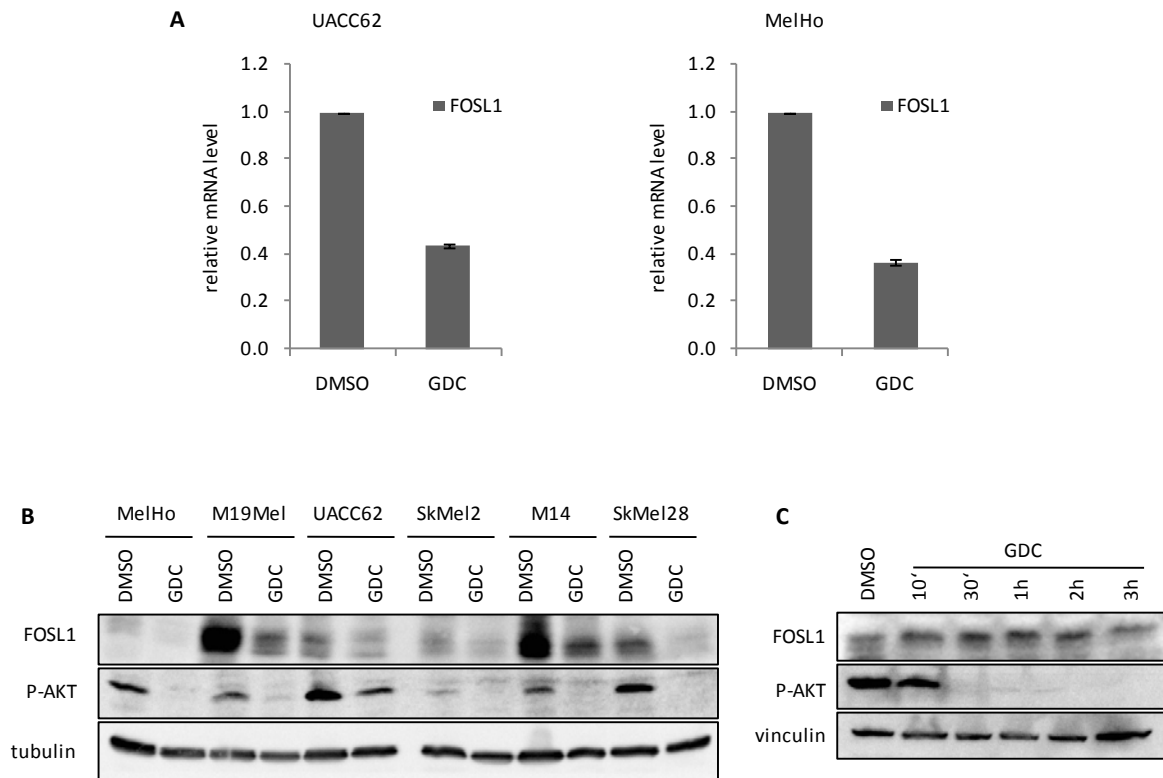 A
UACC62
relative mRNA level
1.2
1.0
0.8
0.6
0.4
0.2
0.0
FOSL1
DMSO GDC
MelHo
relative mRNA level
1.2
1.0
0.8
0.6
0.4
0.2
0.0
FOSL1
DMSO GDC
B
MelHo M19Mel UACC62 SkMel2 M14 SkMel28
DMSO GDC DMSO GDC DMSO GDC DMSO GDC DMSO GDC DMSO GDC
FOSL1
P-AKT
tubulin
C
GDC
DMSO 10‘ 30‘ 1h 2h 3h
FOSL1
P-AKT
vinculin